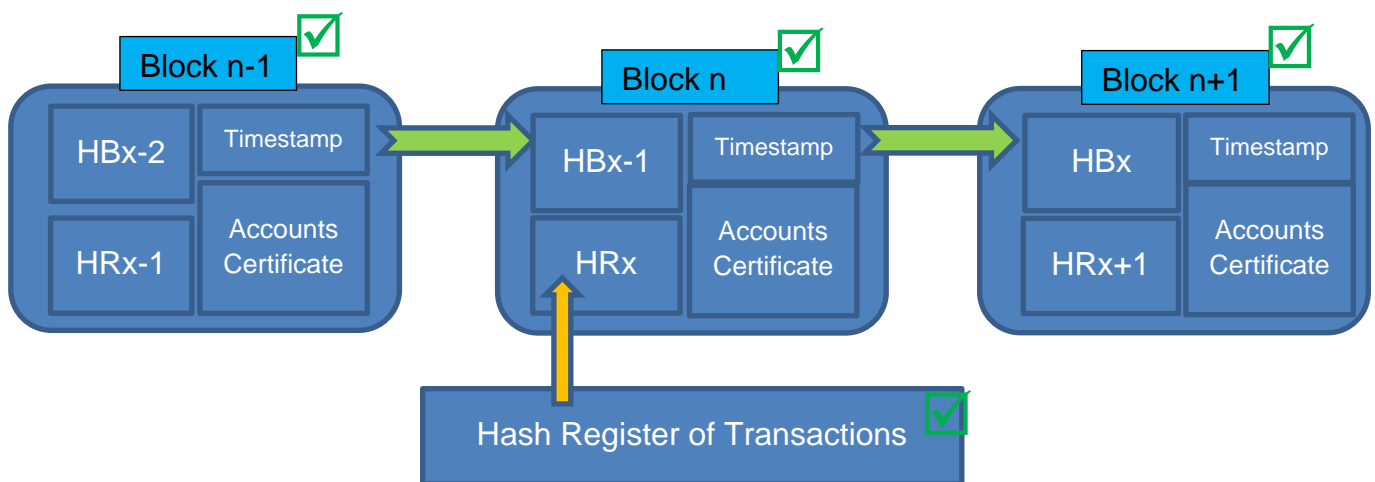 Block n-1
HBx-2
Timestamp
HRx-1
Accounts
Certificate
Block n
HBx-1
Timestamp
HRx
Accounts
Certificate
Block n+1
HBx
Timestamp
HRx+1
Accounts
Certificate
Hash Register of Transactions